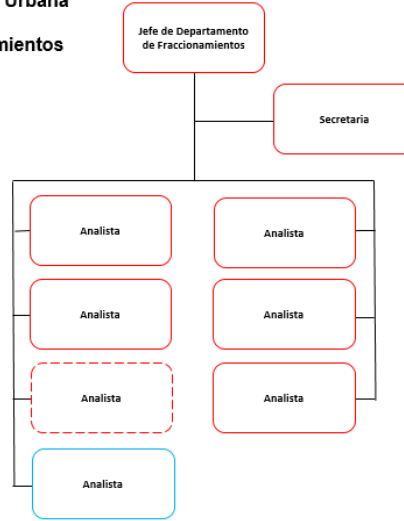 Urbana
mientos
Jefe de Departamento
de Fraccionamientos
Secretaria
Analista
Analista
Analista
Analista
Analista
Analista
Analista